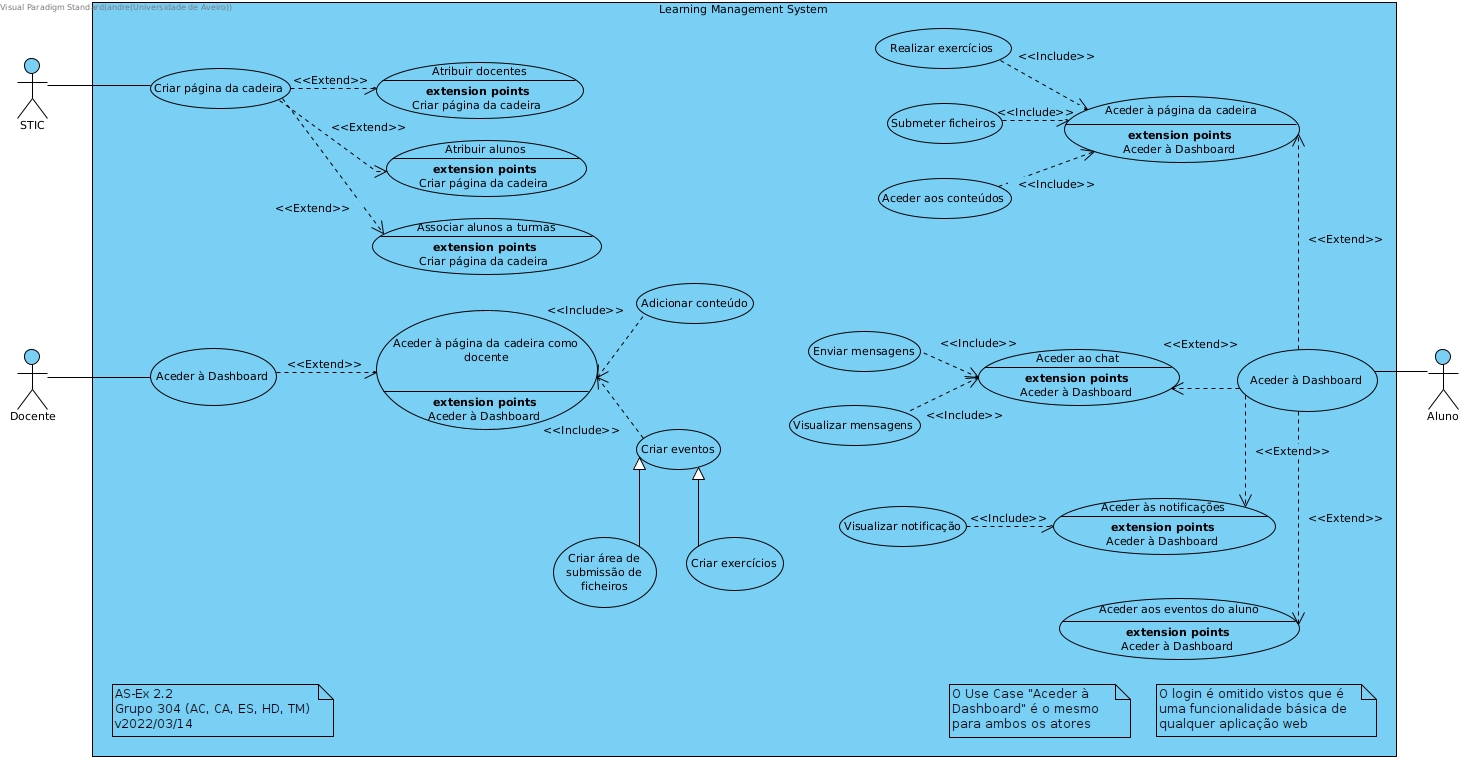 Visual Paradigm Standard(andre(Universidade de Aveiro))
Learning Management System
STIC
Criar página da cadeira
<<Extend>>
Atribuir docentes
extension points
Criar página da cadeira
<<Extend>>
Atribuir alunos
extension points
Criar página da cadeira
<<Extend>>
Associar alunos a turmas
extension points
Criar página da cadeira
Docente
Aceder à Dashboard
<<Extend>>
Aceder à página da cadeira como
docente
extension points
Aceder à Dashboard
<<Include>>
Adicionar conteúdo
<<Include>>
Criar eventos
Criar área de
submissão de
ficheiros
Criar exercícios
Realizar exercícios
<<Include>>
Submeter ficheiros
<<Include>>
Aceder aos conteúdos
<<Include>>
Aceder à página da cadeira
extension points
Aceder à Dashboard
<<Extend>>
Enviar mensagens
<<Include>>
Visualizar mensagens
<<Include>>
Aceder ao chat
extension points
Aceder à Dashboard
<<Extend>>
Aceder à Dashboard
Aluno
<<Extend>>
Visualizar notificação
<<Include>>
Aceder às notificações
extension points
Aceder à Dashboard
<<Extend>>
Aceder aos eventos do aluno
extension points
Aceder à Dashboard
AS-Ex 2.2
Grupo 304 (AC, CA, ES, HD, TM)
v2022/03/14
O Use Case "Aceder à
Dashboard" é o mesmo
para ambos os atores
O login é omitido vistos que é
uma funcionalidade básica de
qualquer aplicação web